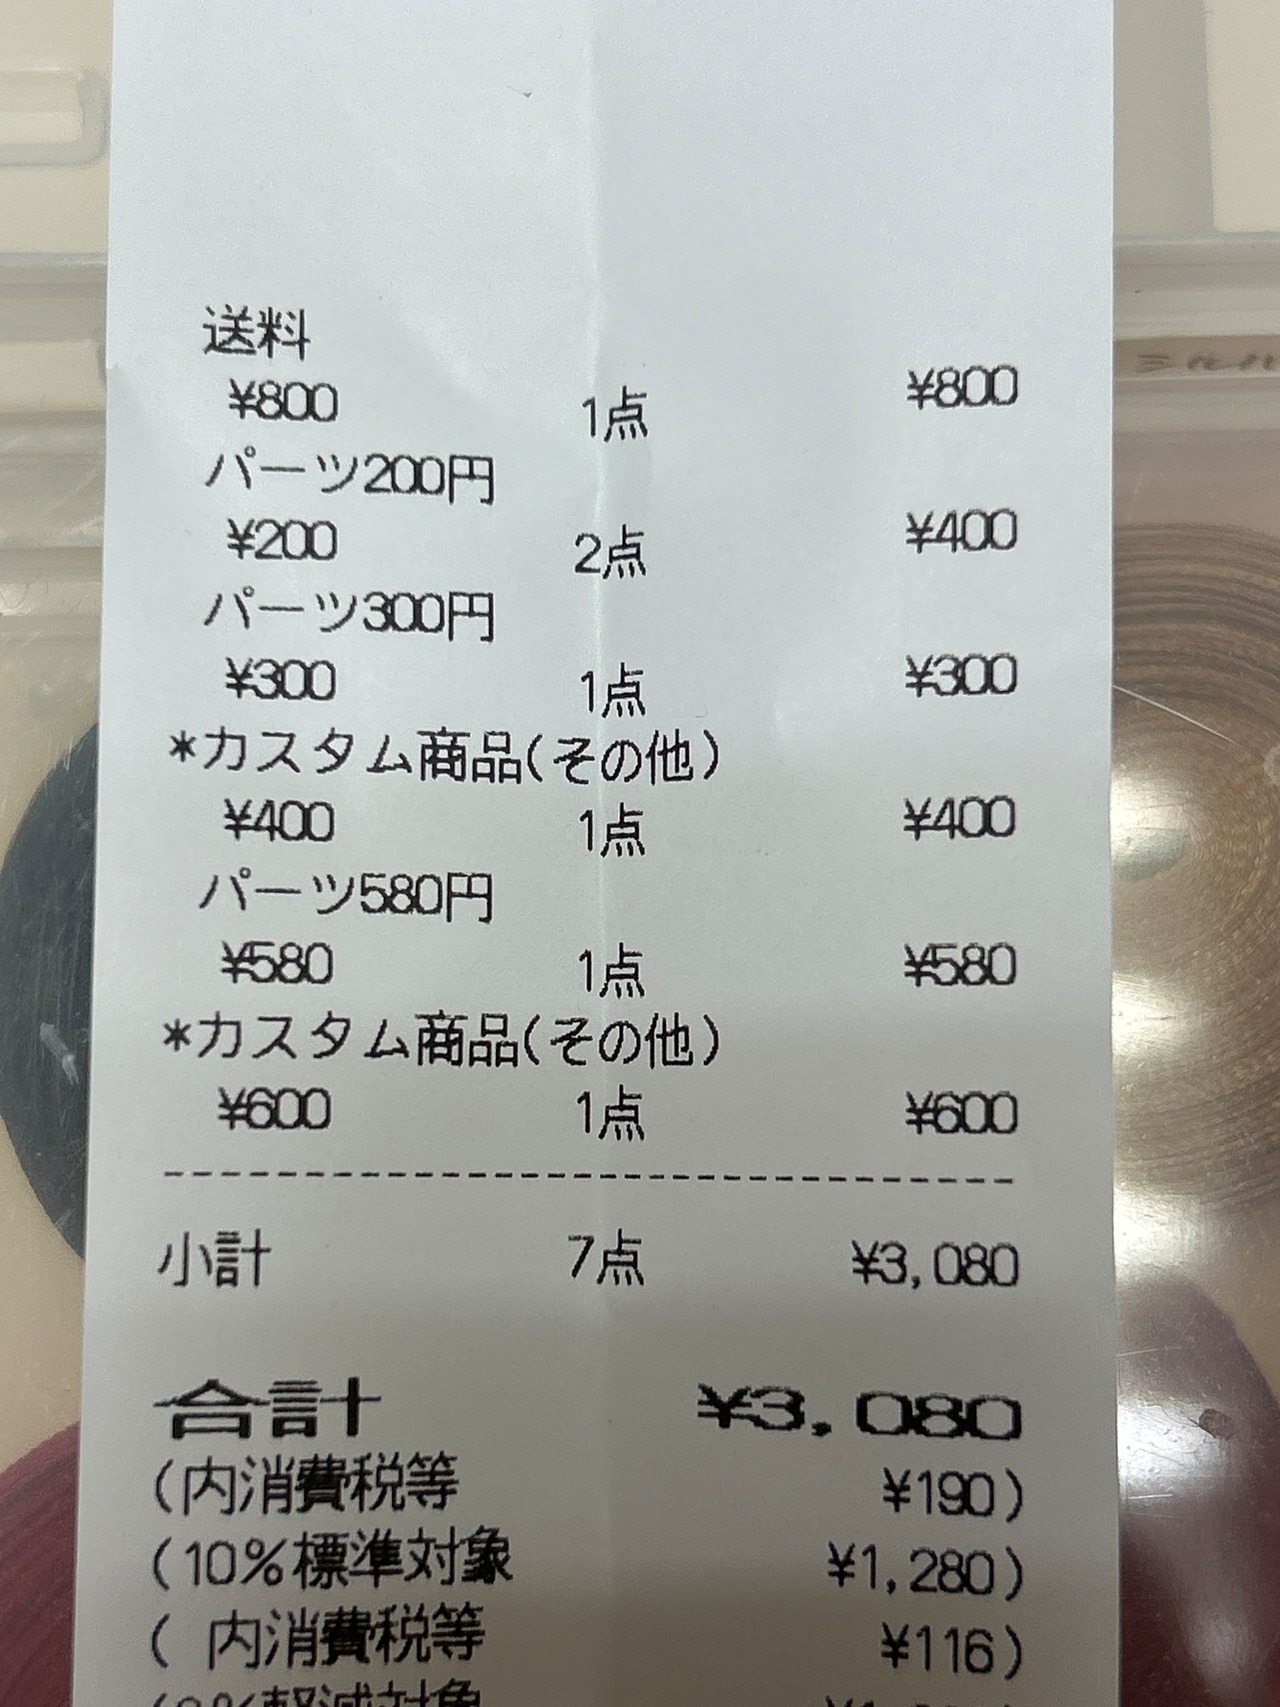 送料
¥800 1点 ¥800
パーツ200円
¥200 2点 ¥400
パーツ300円
¥300 1点 ¥300
*カスタム商品(その他)
¥400 1点 ¥400
パーツ580円
¥580 1点 ¥580
*カスタム商品(その他)
¥600 1点 ¥600
小計 7点 ¥3,080
合計 ¥3,080
(内消費税等 ¥190)
(10%標準対象 ¥1,280)
( 内消費税等 ¥116)